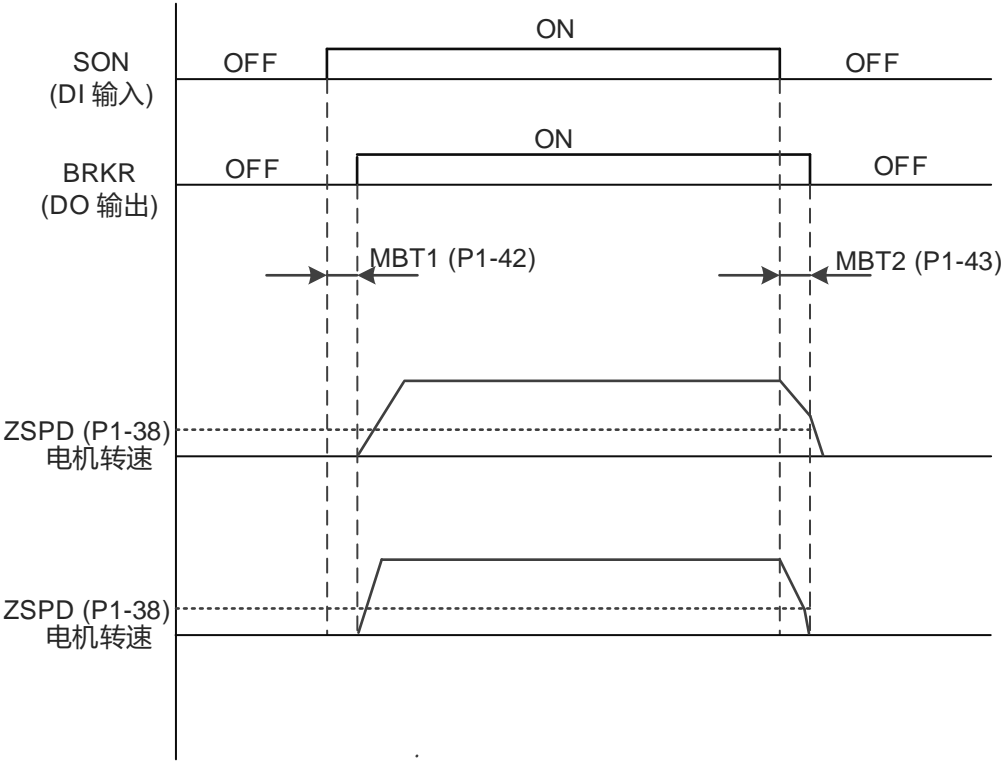 ON
SON
(DI 输入)
OFF
OFF
ON
BRKR
(DO 输出)
OFF
OFF
MBT1 (P1-42)
MBT2 (P1-43)
ZSPD (P1-38)
电机转速
ZSPD (P1-38)
电机转速